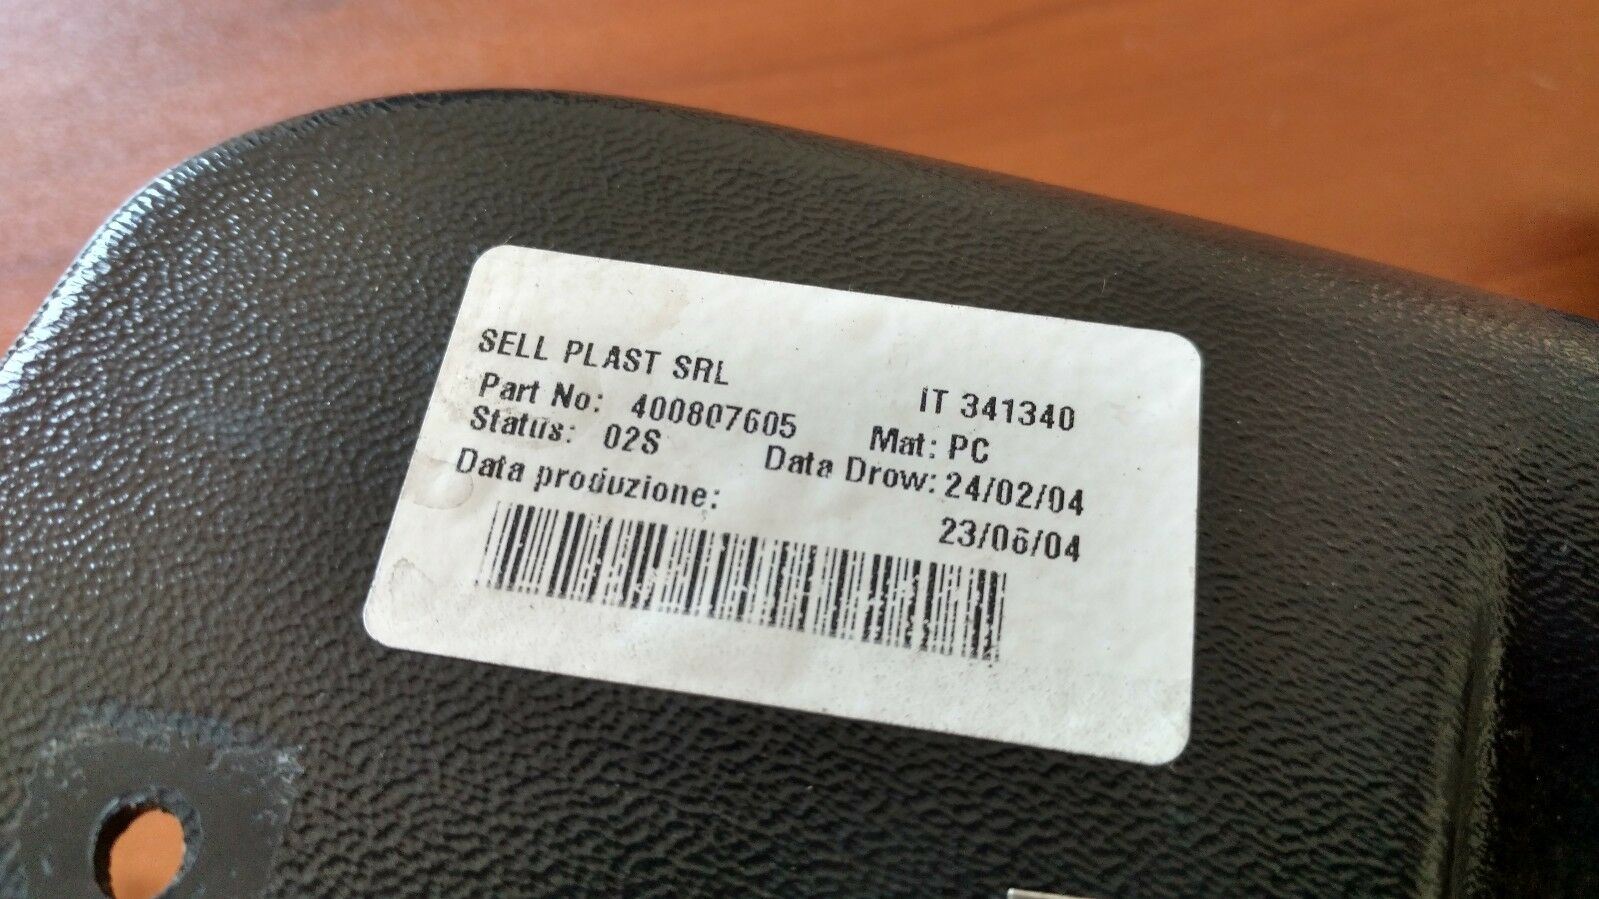 SELL PLAST SRL IT 341340
Part No: 400807605 Mat: PC
Status: 02S Data Drow: 24/02/04
Data produzione: 23/06/04